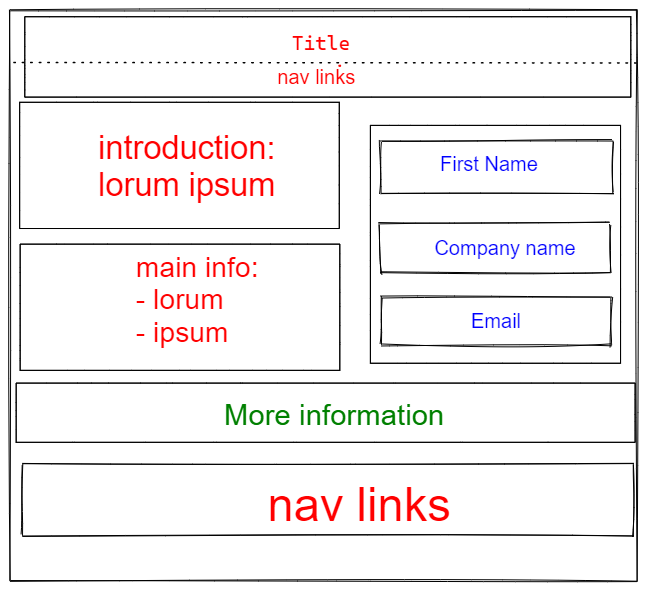 Title
nav links
introduction:
lorum ipsum
First Name
main info:
- lorum
- ipsum
Company name
Email
More information
nav links